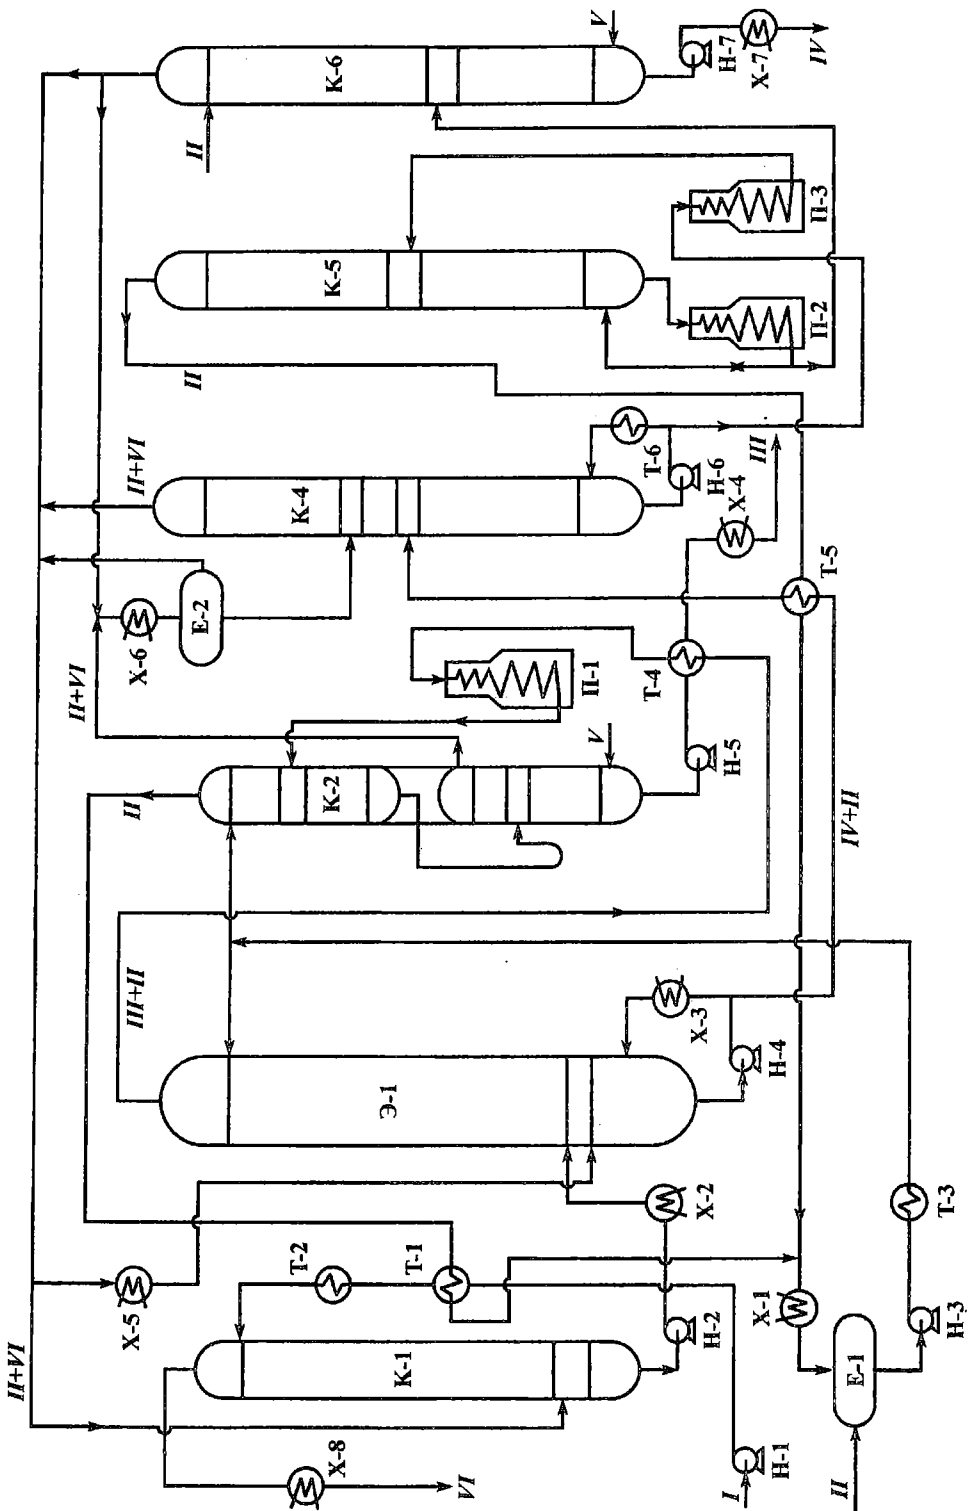 II+VI
X-8
VI
I
H-1
II
К-1
H-2
X-1
E-1
H-3
X-5
T-2
T-1
X-2
T-3
Э-1
III+II
X-3
H-4
IV+II
II
К-2
V
H-5
II+VI
X-6
E-2
П-1
T-4
T-5
II+VI
К-4
T-6
H-6
X-4
III
II
К-5
П-2
П-3
II
К-6
V
H-7
X-7
IV